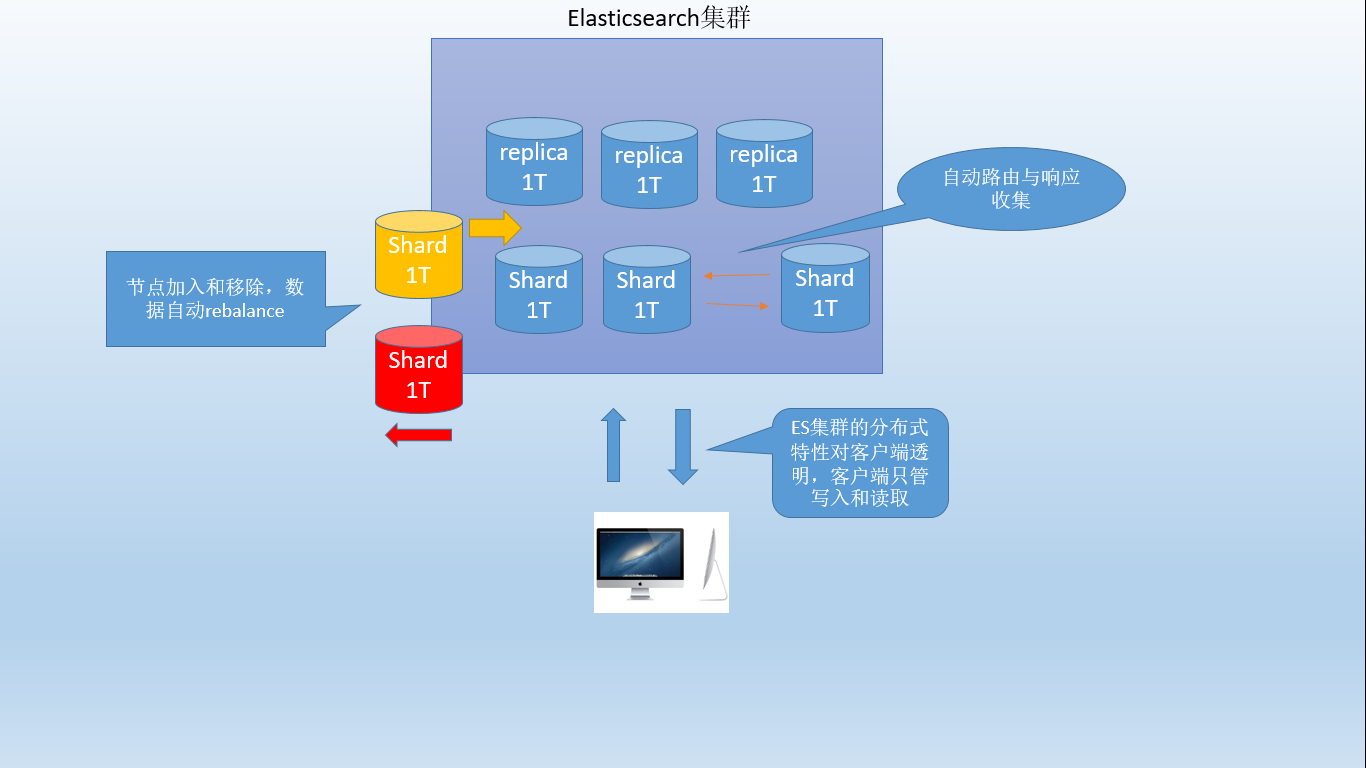 Elasticsearch集群
replica
1T
replica
1T
replica
1T
自动路由与响应
收集
Shard
1T
节点加入和移除，数
据自动rebalance
Shard
1T
Shard
1T
Shard
1T
Shard
1T
ES集群的分布式
特性对客户端透
明，客户端只管
写入和读取